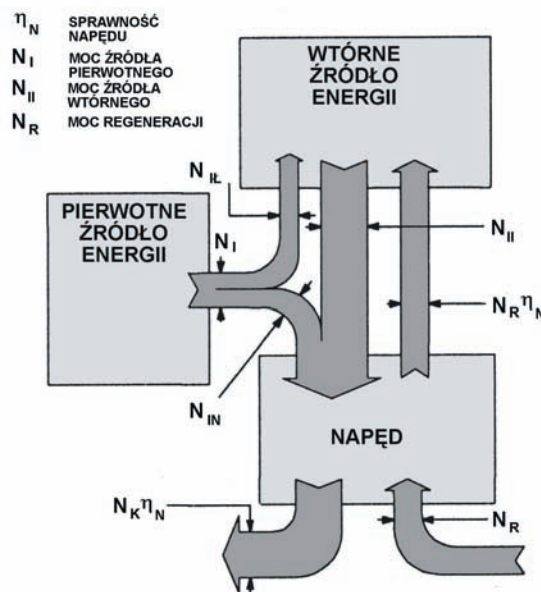 η_N SPRAWNOŚĆ
NAPĘDU
N_I MOC ŹRÓDŁA
PIERWOTNEGO
N_II MOC ŹRÓDŁA
WTÓRNEGO
N_R MOC REGENERACJI
WTÓRNE
ŹRÓDŁO
ENERGII
PIERWOTNE
ŹRÓDŁO
ENERGII
N_IŁ
N_I
N_II
N_R η_N
N_IN
NAPĘD
N_K η_N
N_R